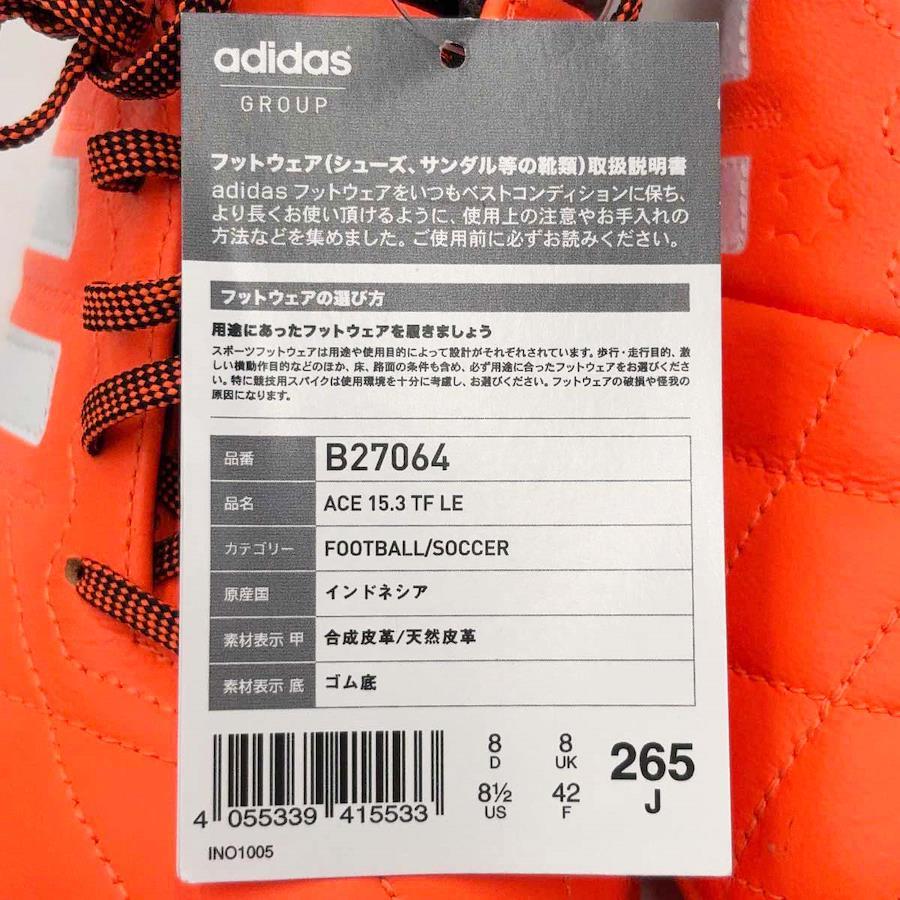 adidas
GROUP
フットウェア(シューズ、サンダル等の靴類)取扱説明書
adidas フットウェアをいつもベストコンディションに保ち、
より長くお使い頂けるように、使用上の注意やお手入れの
方法などを集めました。ご使用前に必ずお読みください。
フットウェアの選び方
用途にあったフットウェアを履きましょう
スポーツフットウェアは用途や使用目的によって設計がそれぞれされています。歩行・走行目的、激
しい横動作目的などのほか、床、路面の条件も含め、必ず用途に合ったフットウェアをお選びくださ
い。特に競技用スパイクは使用環境を十分に考慮し、お選びください。フットウェアの破損や怪我の
原因になります。
品番 B27064
品名 ACE 15.3 TF LE
カテゴリー FOOTBALL/SOCCER
原産国 インドネシア
素材表示 甲 合成皮革/天然皮革
素材表示 底 ゴム底
8 8 265
D UK J
8½ 42
US F
4 055339 415533
INO1005